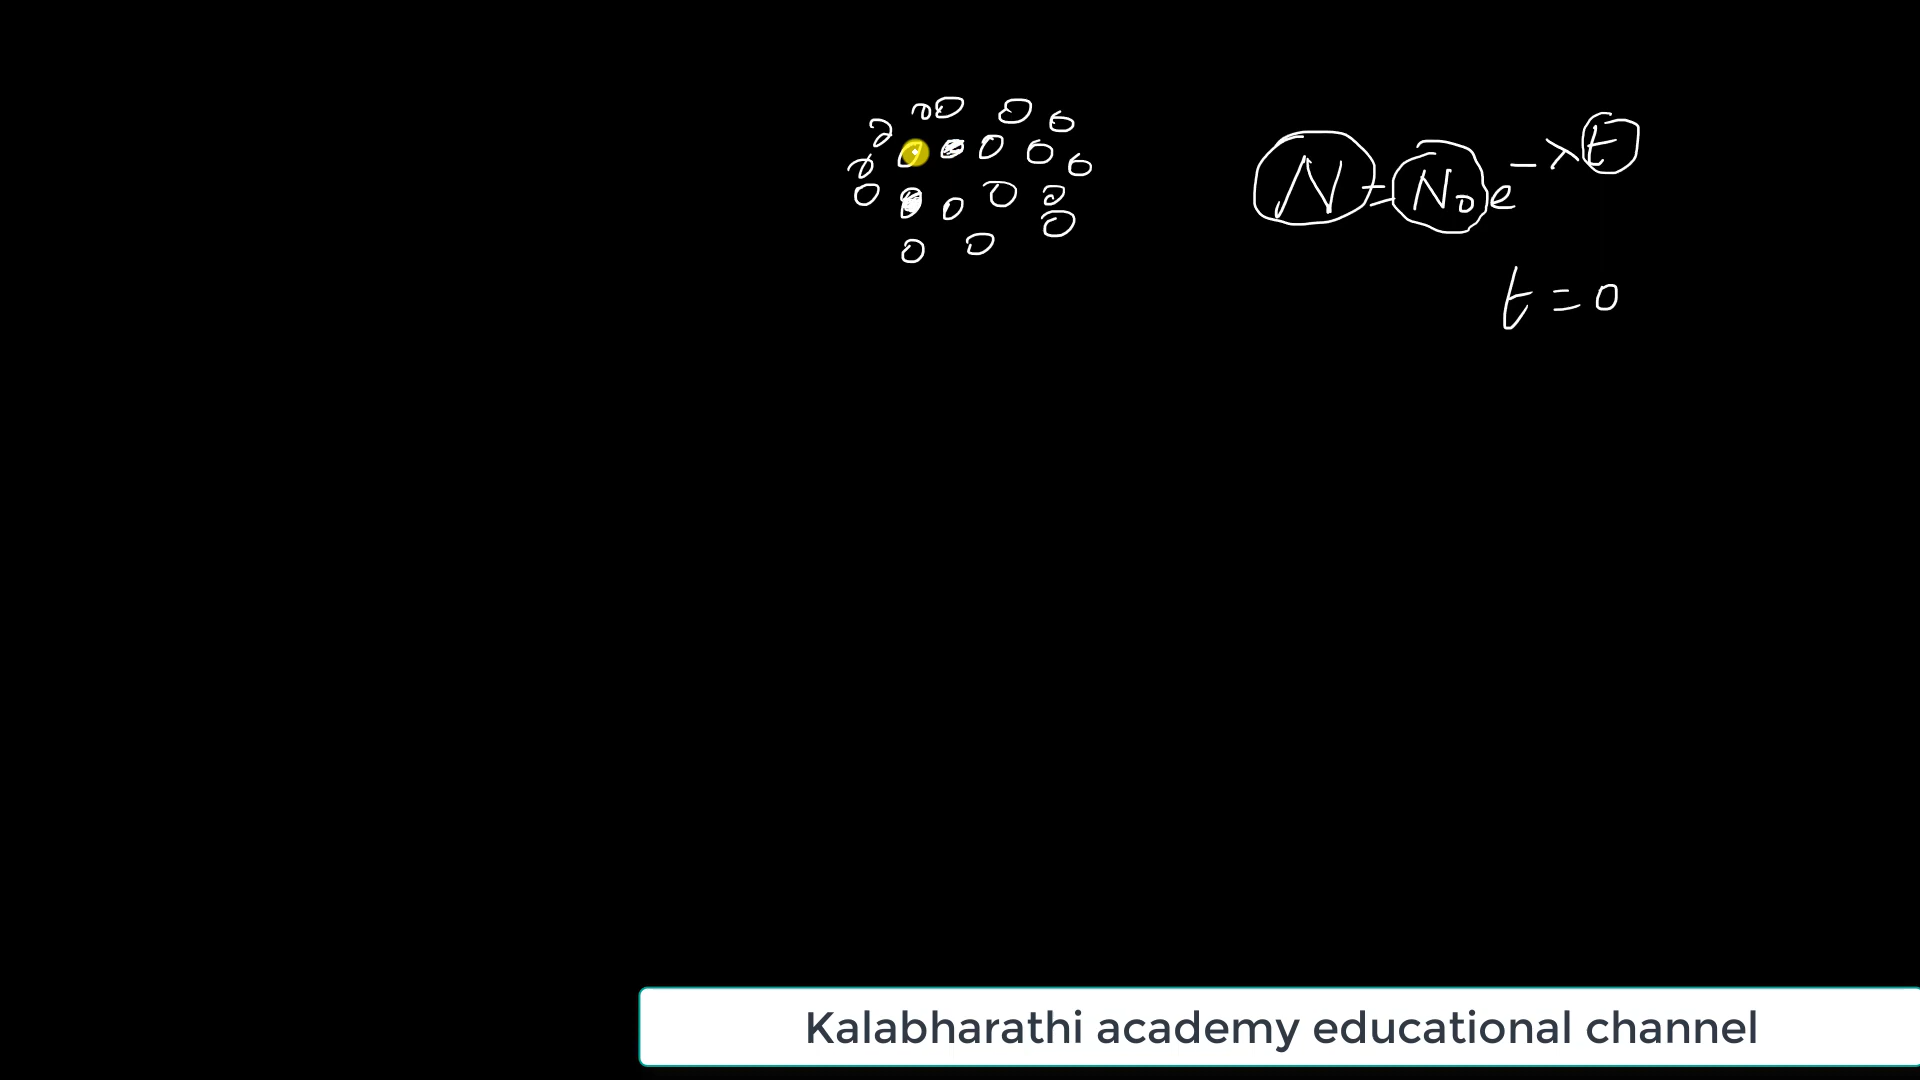 N = N₀e^{-λt}
t = 0
Kalabharathi academy educational channel